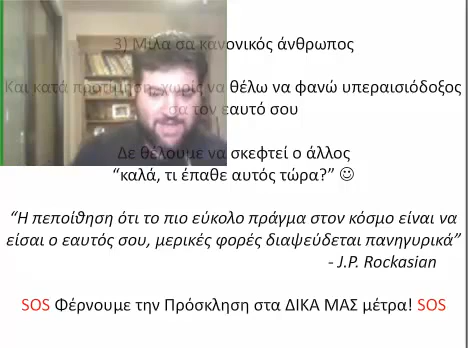 3) Μίλα σα κανονικός άνθρωπος
Και κατά προτίμηση, χωρίς να θέλω να φανώ υπεραισιόδοξος
σα τον εαυτό σου
Δε θέλουμε να σκεφτεί ο άλλος
“καλά, τι έπαθε αυτός τώρα?” ☺
“Η πεποίθηση ότι το πιο εύκολο πράγμα στον κόσμο είναι να
είσαι ο εαυτός σου, μερικές φορές διαψεύδεται πανηγυρικά”
- J.P. Rockasian
SOS Φέρνουμε την Πρόσκληση στα ΔΙΚΑ ΜΑΣ μέτρα! SOS